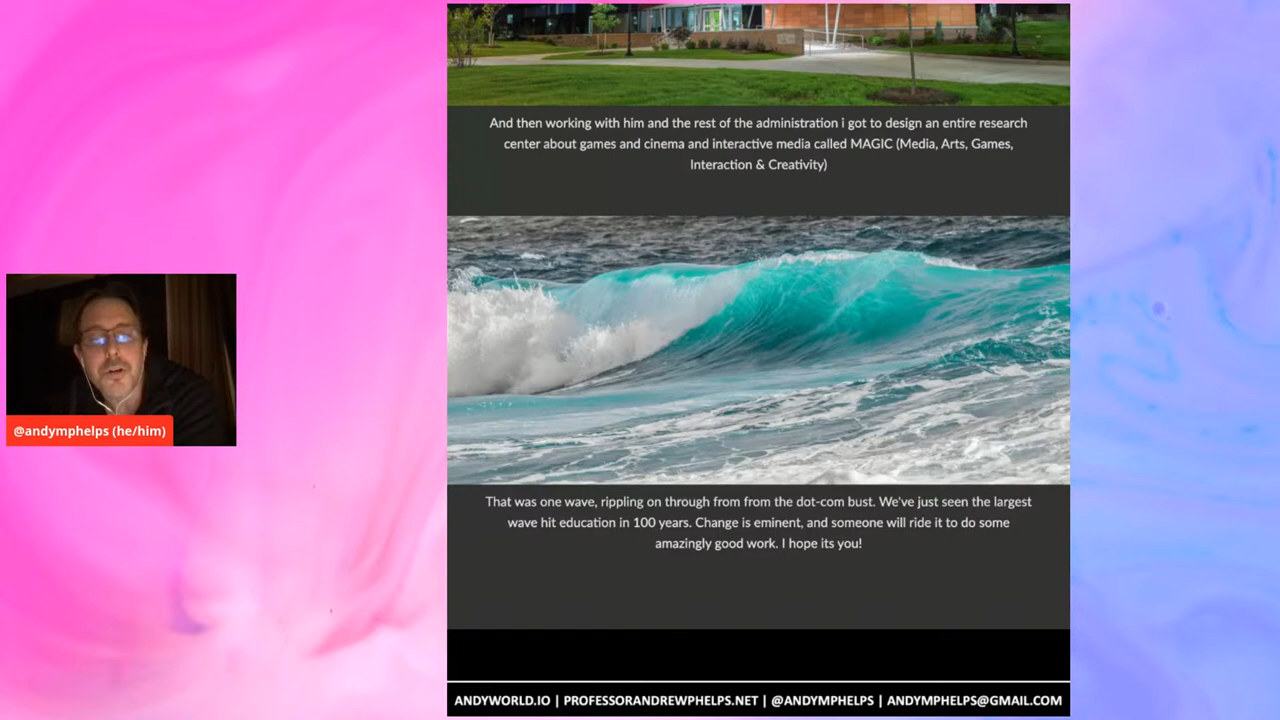 And then working with him and the rest of the administration i got to design an entire research
center about games and cinema and interactive media called MAGIC (Media, Arts, Games,
Interaction & Creativity)
@andymphelps (he/him)
That was one wave, rippling on through from from the dot-com bust. We've just seen the largest
wave hit education in 100 years. Change is eminent, and someone will ride it to do some
amazingly good work. I hope its you!
ANDYWORLD.IO | PROFESSORANDREWPHELPS.NET | @ANDYMPHELPS | ANDYMPHELPS@GMAIL.COM